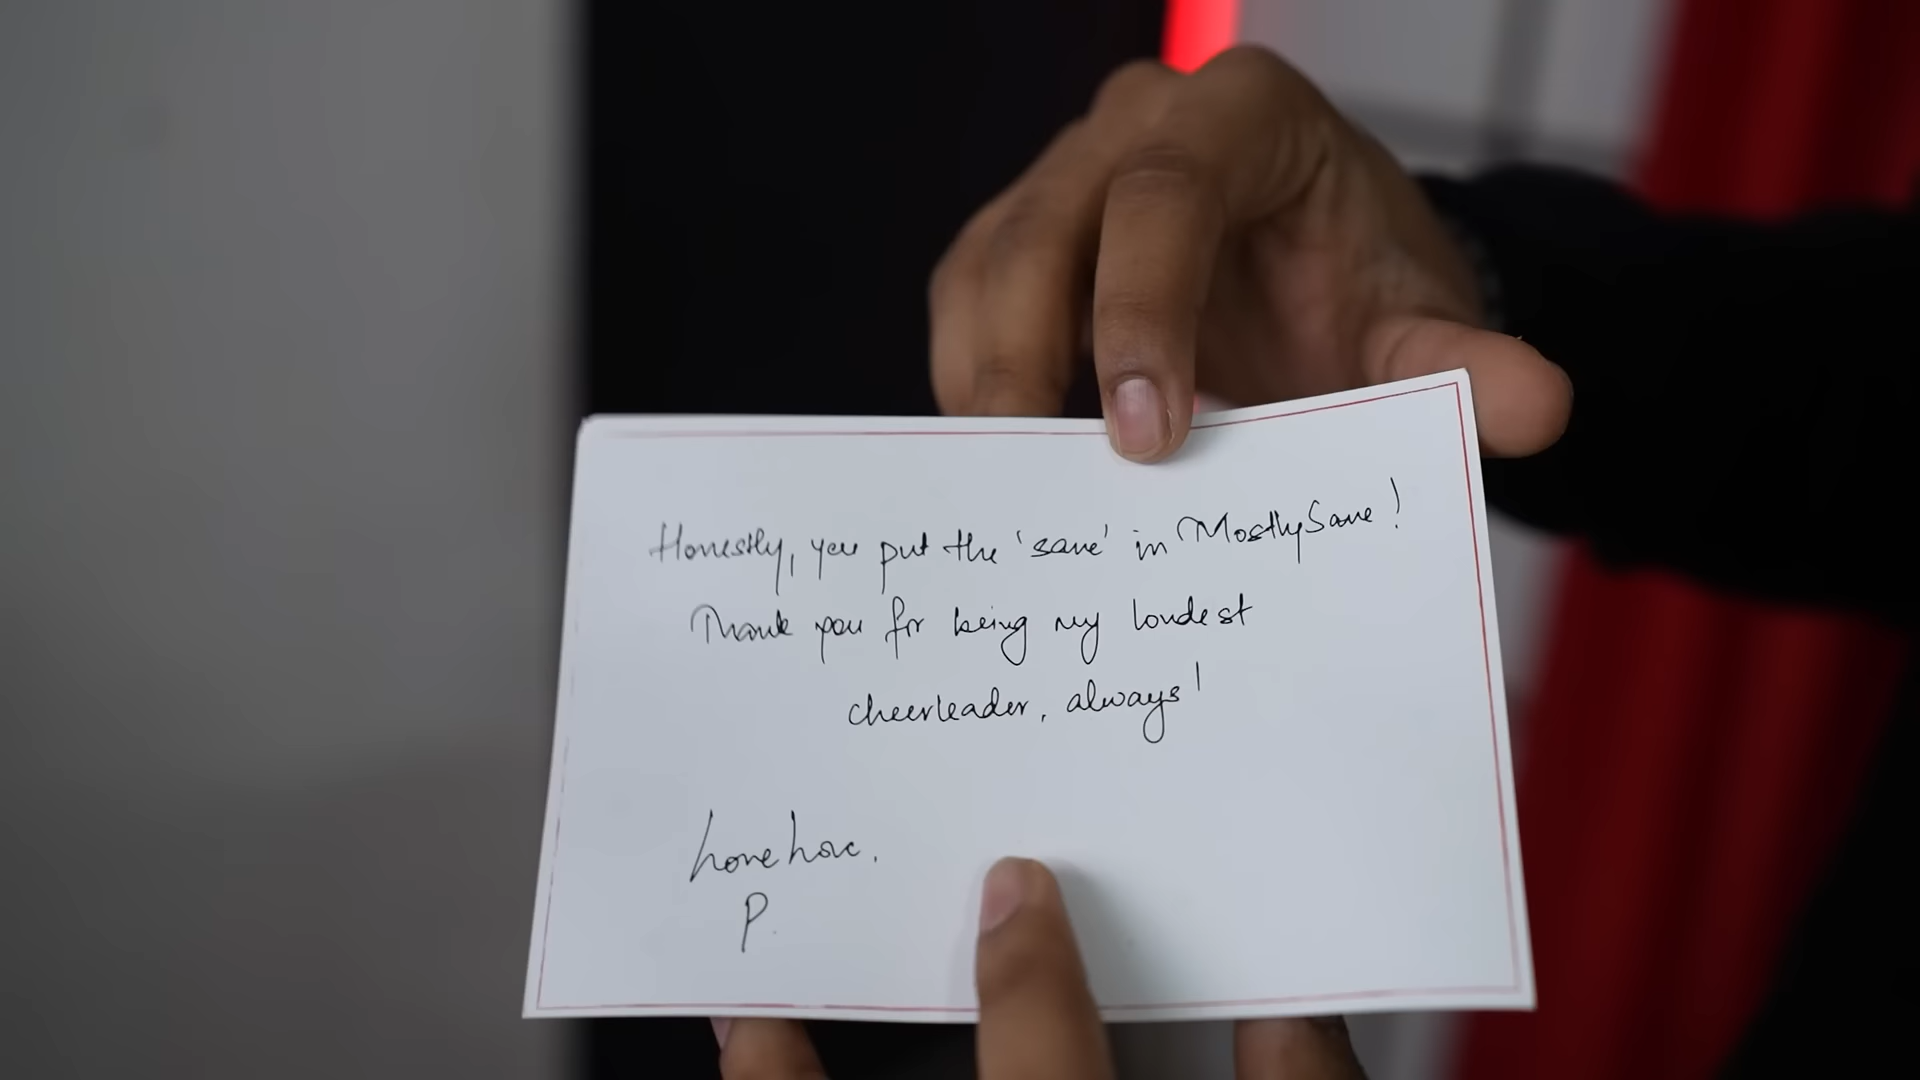 Honestly, you put the 'sane' in MostlySane!
Thank you for being my loudest
cheerleader, always!
Love Love.
P.